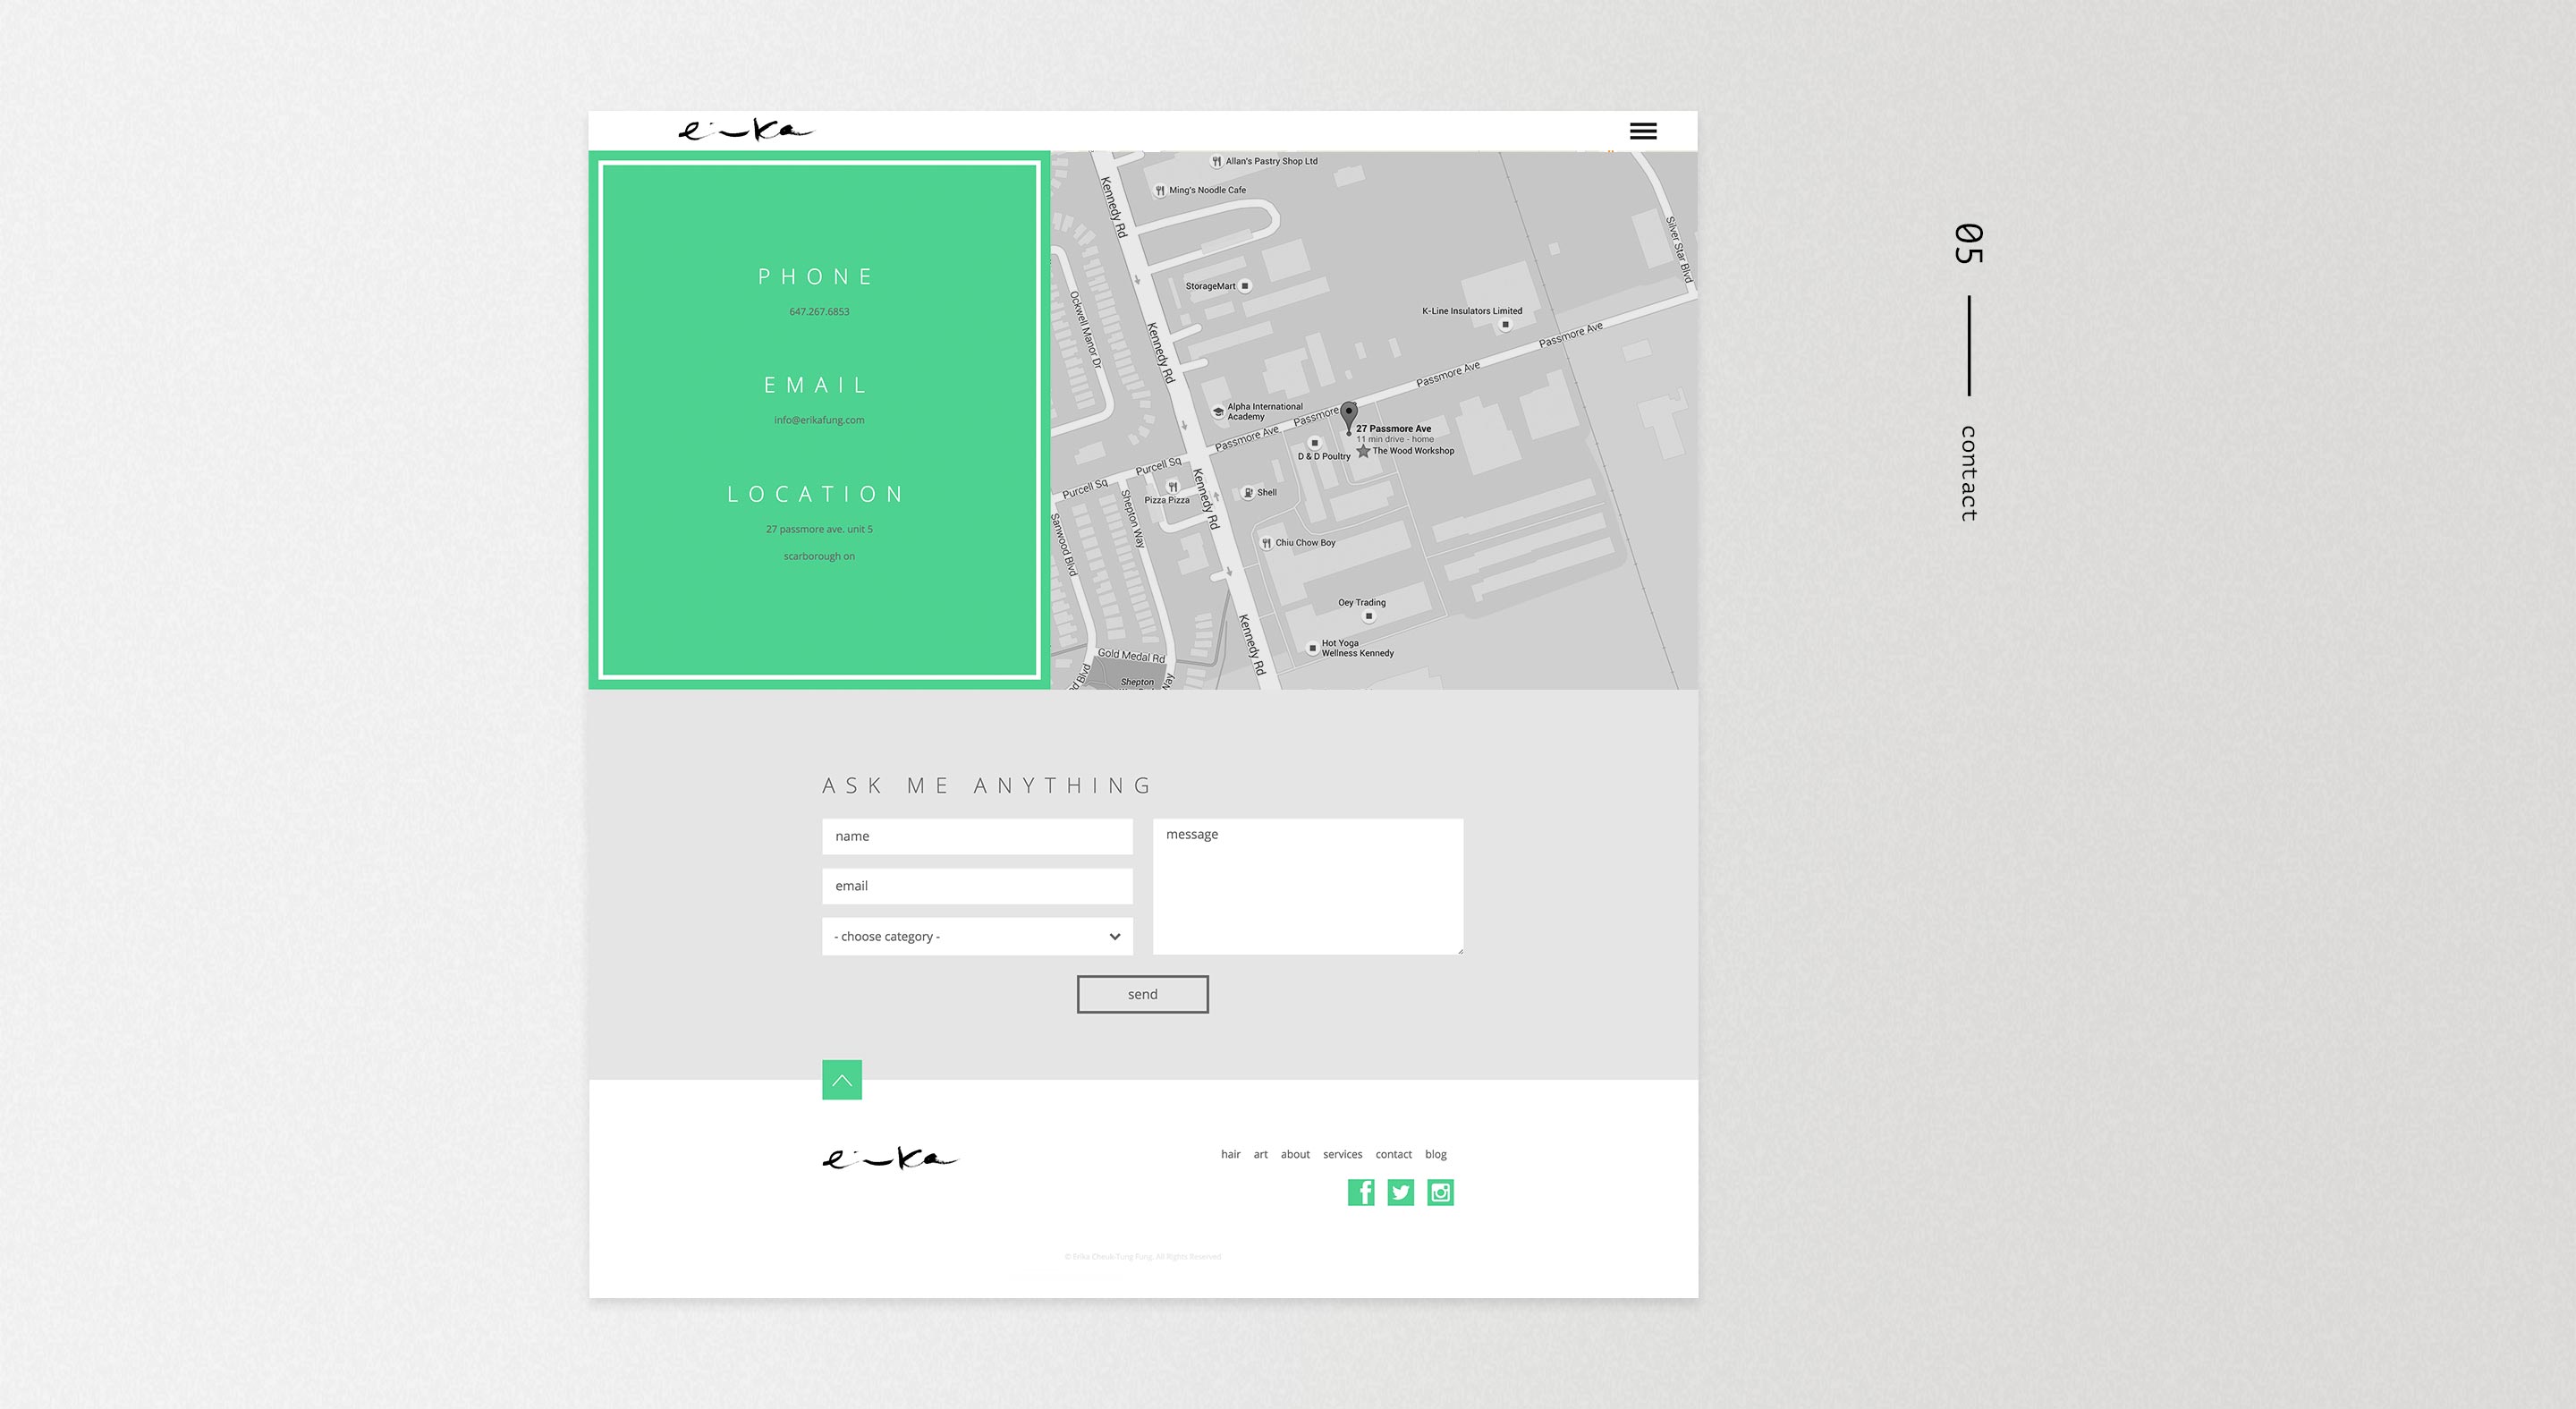 erika
PHONE
647.267.6853
EMAIL
info@erikafung.com
LOCATION
27 passmore ave. unit 5
scarborough on
Allan's Pastry Shop Ltd
Ming's Noodle Cafe
Kennedy Rd
Silver Star Blvd
StorageMart
Ockwell Manor Dr
K-Line Insulators Limited
Kennedy Rd
Passmore Ave
Passmore Ave
Alpha International
Academy
Passmore
Passmore Ave
27 Passmore Ave
11 min drive - home
The Wood Workshop
D & D Poultry
Purcell Sq
Purcell Sq
Pizza Pizza
Shell
Kennedy Rd
Shepton Way
Sanwood Blvd
Chiu Chow Boy
Oey Trading
Hot Yoga
Wellness Kennedy
Kennedy Rd
Gold Medal Rd
Shepton
Way
Blvd
05
contact
ASK ME ANYTHING
name
message
email
- choose category -
send
erika
hair art about services contact blog
© Erika Cheuk-Tung Fung. All Rights Reserved.